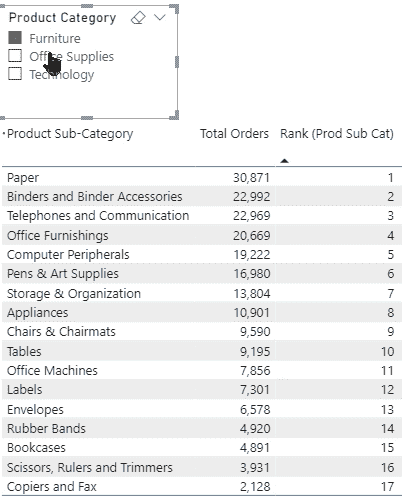 Product Category
Furniture
Office Supplies
Technology
Product Sub-Category Total Orders Rank (Prod Sub Cat)
Paper 30,871 1
Binders and Binder Accessories 22,992 2
Telephones and Communication 22,969 3
Office Furnishings 20,669 4
Computer Peripherals 19,222 5
Pens & Art Supplies 16,980 6
Storage & Organization 13,804 7
Appliances 10,901 8
Chairs & Chairmats 9,590 9
Tables 9,195 10
Office Machines 7,856 11
Labels 7,301 12
Envelopes 6,578 13
Rubber Bands 4,920 14
Bookcases 4,891 15
Scissors, Rulers and Trimmers 3,931 16
Copiers and Fax 2,128 17